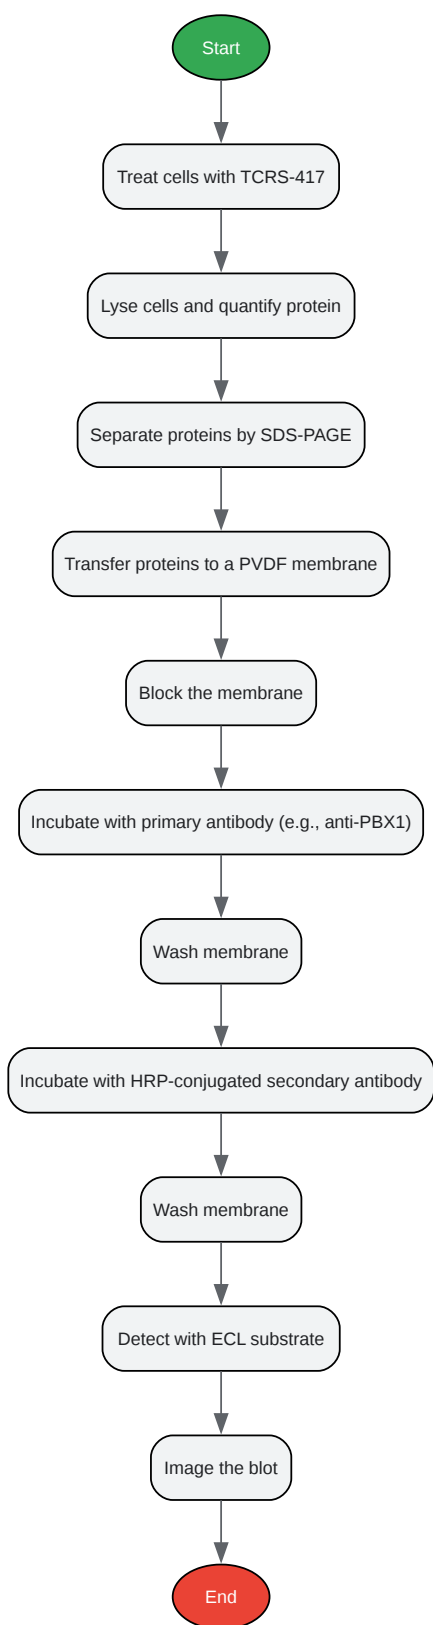 Start
Treat cells with TCRS-417
Lyse cells and quantify protein
Separate proteins by SDS-PAGE
Transfer proteins to a PVDF membrane
Block the membrane
Incubate with primary antibody (e.g., anti-PBX1)
Wash membrane
Incubate with HRP-conjugated secondary antibody
Wash membrane
Detect with ECL substrate
Image the blot
End